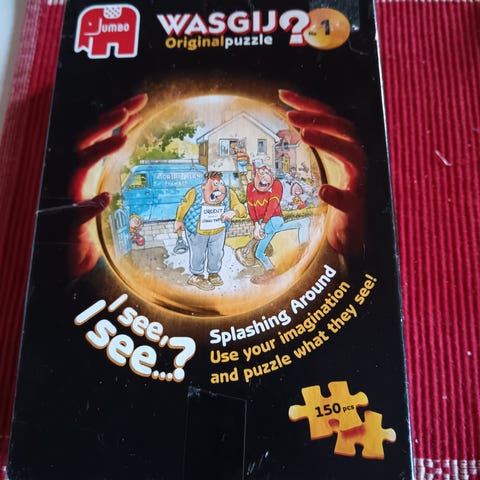 Jumbo
WASGIJ?
Originalpuzzle
No 1
URGENT
I see,
I see...?
Splashing Around
Use your imagination
and puzzle what they see!
150 pcs